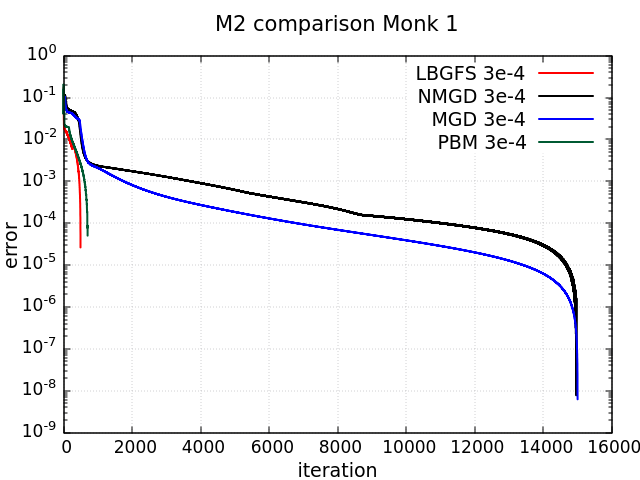 M2 comparison Monk 1
10^0
10^-1
10^-2
10^-3
10^-4
10^-5
10^-6
10^-7
10^-8
10^-9
error
LBGFS 3e-4
NMGD 3e-4
MGD 3e-4
PBM 3e-4
0 2000 4000 6000 8000 10000 12000 14000 16000
iteration